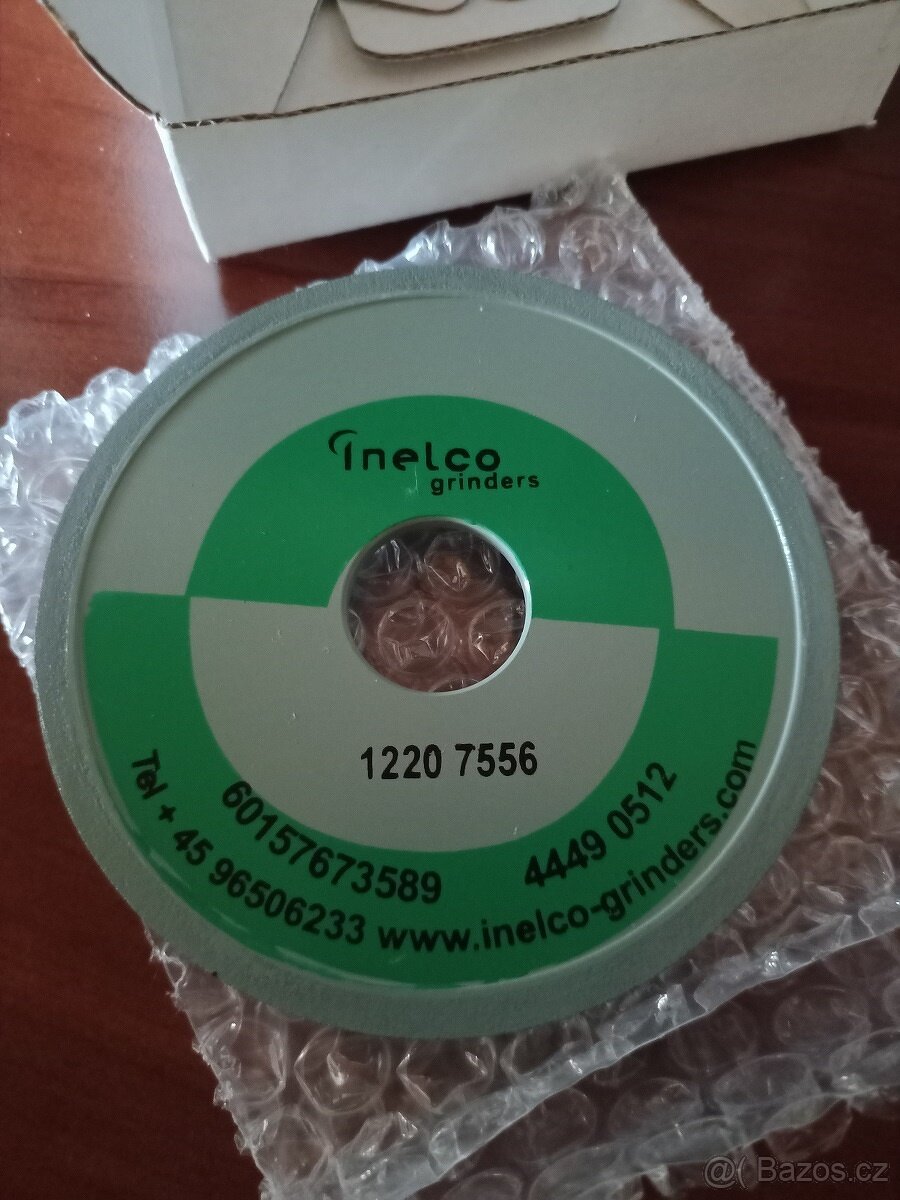 inelco
grinders
1220 7556
60157673589 4449 0512
Tel + 45 96506233 www.inelco-grinders.com
@( Bazos.cz